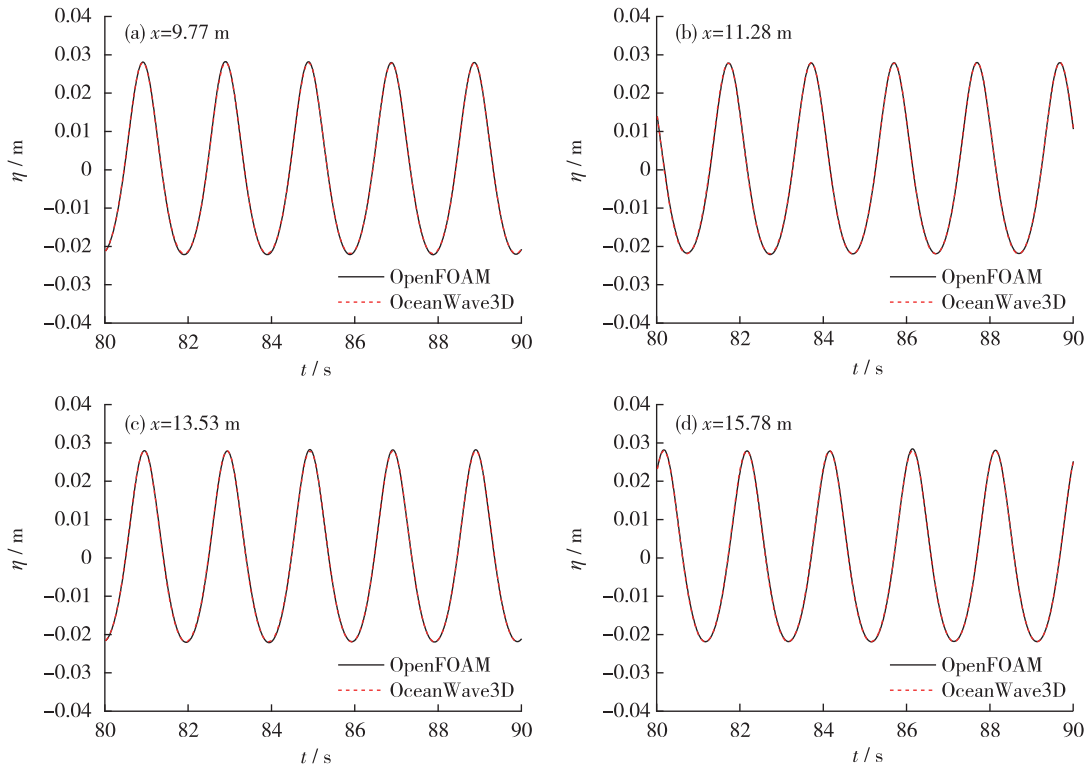 0.04
(a) x=9.77 m
0.03
0.02
0.01
0
−0.01
−0.02
−0.03
−0.04
η / m
OpenFOAM
OceanWave3D
80 82 84 86 88 90
t / s
0.04
(b) x=11.28 m
0.03
0.02
0.01
0
−0.01
−0.02
−0.03
−0.04
η / m
OpenFOAM
OceanWave3D
80 82 84 86 88 90
t / s
0.04
(c) x=13.53 m
0.03
0.02
0.01
0
−0.01
−0.02
−0.03
−0.04
η / m
OpenFOAM
OceanWave3D
80 82 84 86 88 90
t / s
0.04
(d) x=15.78 m
0.03
0.02
0.01
0
−0.01
−0.02
−0.03
−0.04
η / m
OpenFOAM
OceanWave3D
80 82 84 86 88 90
t / s